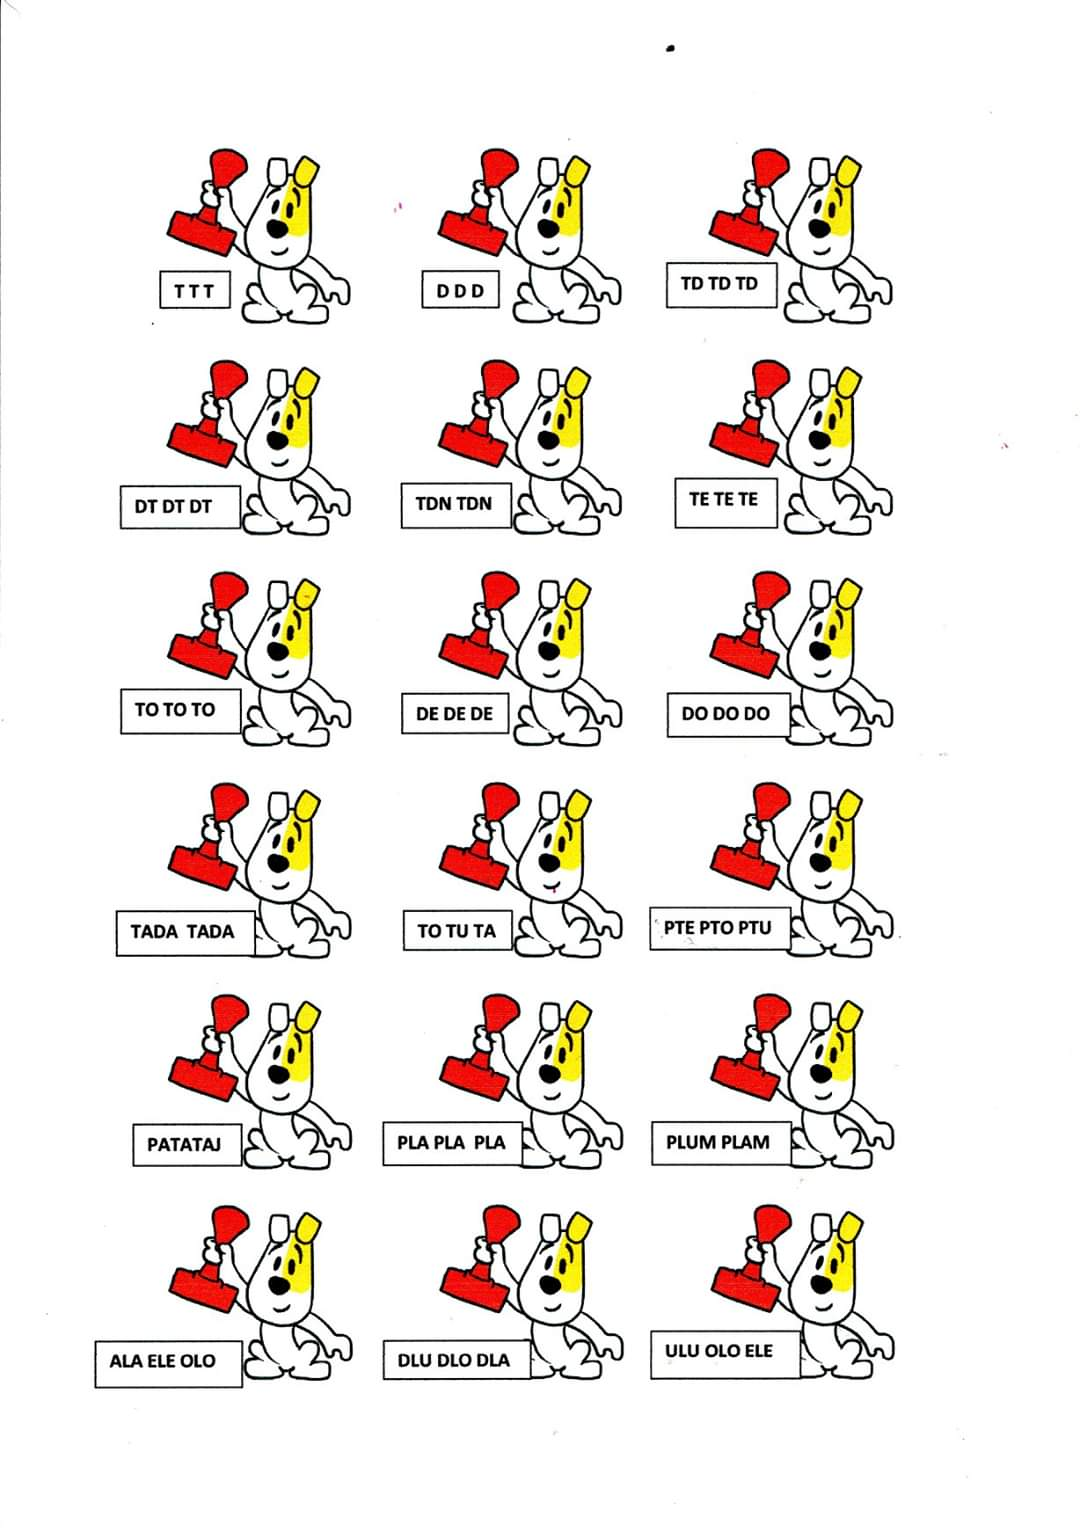 TTT
DDD
TD TD TD
DT DT DT
TDN TDN
TE TE TE
TO TO TO
DE DE DE
DO DO DO
TADA TADA
TO TU TA
PTE PTO PTU
PATATAJ
PLA PLA PLA
PLUM PLAM
ALA ELE OLO
DLU DLO DLA
ULU OLO ELE